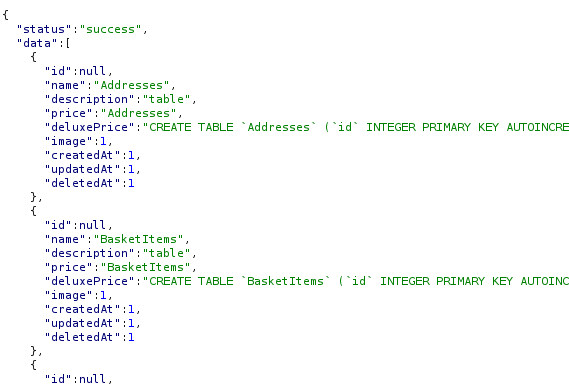 {
"status":"success",
"data":[
{
"id":null,
"name":"Addresses",
"description":"table",
"price":"Addresses",
"deluxePrice":"CREATE TABLE `Addresses` (`id` INTEGER PRIMARY KEY AUTOINCRE
"image":1,
"createdAt":1,
"updatedAt":1,
"deletedAt":1
},
{
"id":null,
"name":"BasketItems",
"description":"table",
"price":"BasketItems",
"deluxePrice":"CREATE TABLE `BasketItems` (`id` INTEGER PRIMARY KEY AUTOINC
"image":1,
"createdAt":1,
"updatedAt":1,
"deletedAt":1
},
{
"id":null,